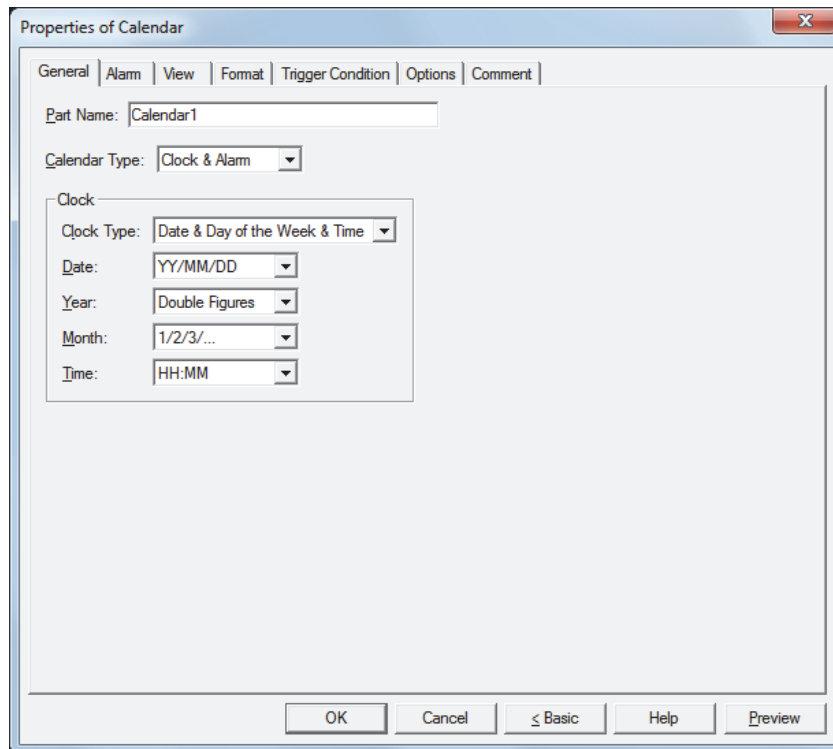 Properties of Calendar
General Alarm View Format Trigger Condition Options Comment
Part Name: Calendar1
Calendar Type: Clock & Alarm
Clock
Clock Type: Date & Day of the Week & Time
Date: YY/MM/DD
Year: Double Figures
Month: 1/2/3/...
Time: HH:MM
OK Cancel < Basic Help Preview